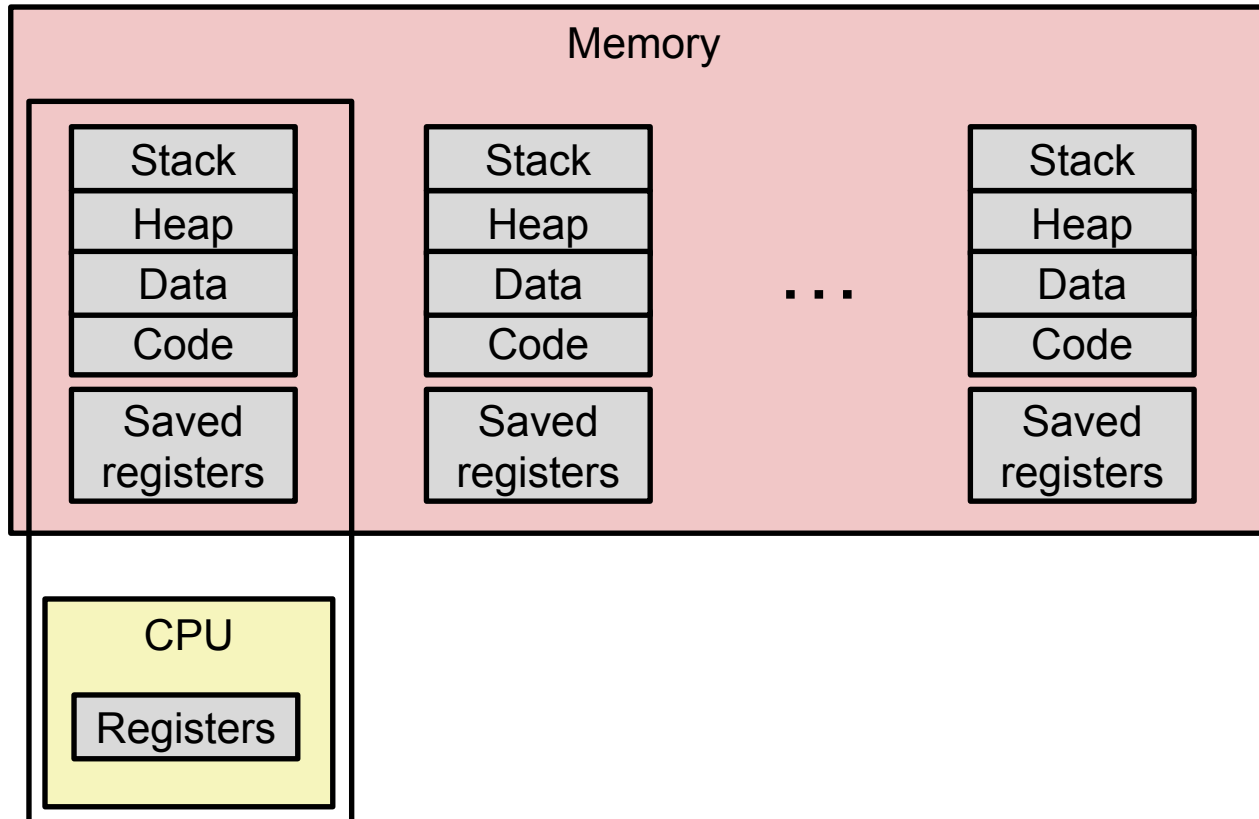 Memory
Stack
Heap
Data
Code
Saved
registers
Stack
Heap
Data
Code
Saved
registers
...
Stack
Heap
Data
Code
Saved
registers
CPU
Registers